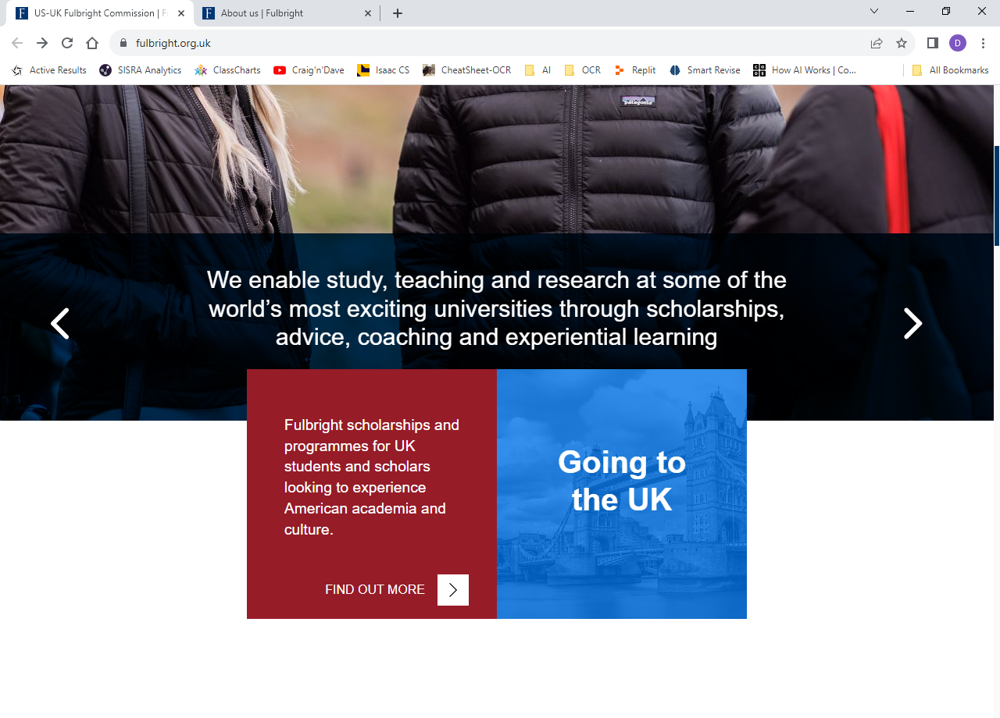 US-UK Fulbright Commission | F
About us | Fulbright
fulbright.org.uk
D
Active Results
SISRA Analytics
ClassCharts
Craig'n'Dave
Isaac CS
CheatSheet-OCR
AI
OCR
Replit
Smart Revise
How AI Works | Co...
All Bookmarks
patagonia
We enable study, teaching and research at some of the
world’s most exciting universities through scholarships,
advice, coaching and experiential learning
Fulbright scholarships and
programmes for UK
students and scholars
looking to experience
American academia and
culture.
FIND OUT MORE
Going to
the UK